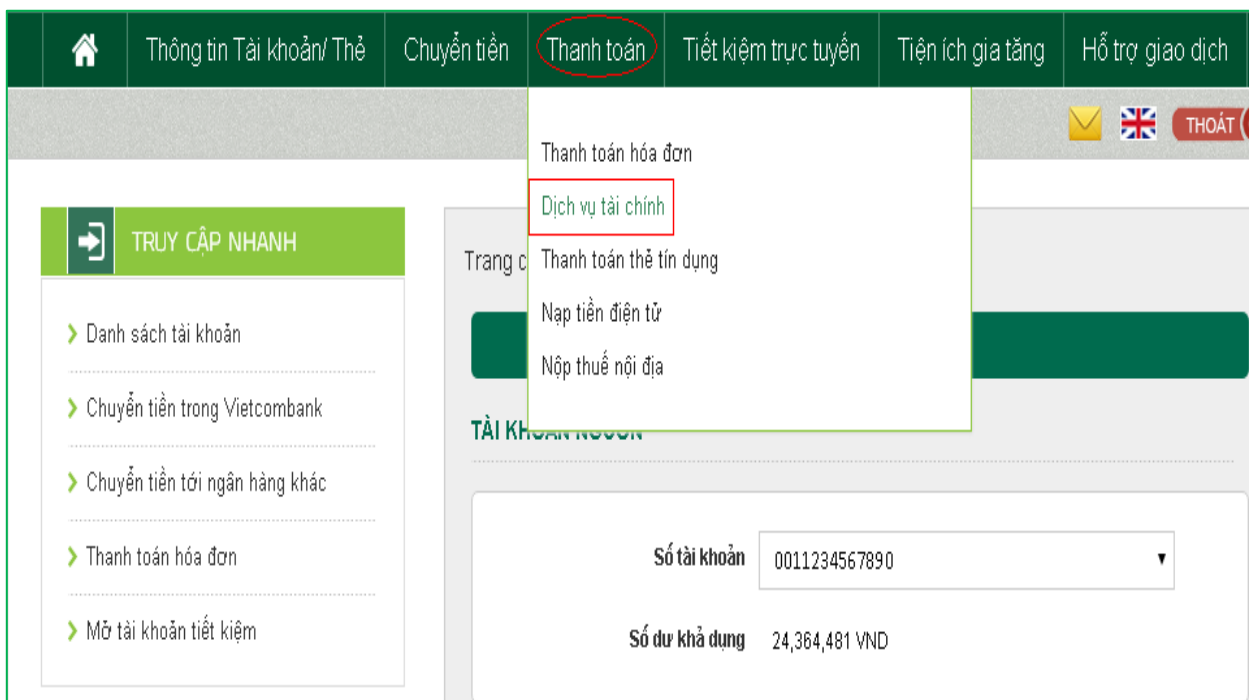 Thông tin Tài khoản/ Thẻ Chuyển tiền Thanh toán Tiết kiệm trực tuyến Tiện ích gia tăng Hỗ trợ giao dịch
THOÁT
Thanh toán hóa đơn
Dịch vụ tài chính
Thanh toán thẻ tín dụng
Nạp tiền điện tử
Nộp thuế nội địa
TRUY CẬP NHANH
Danh sách tài khoản
Chuyển tiền trong Vietcombank
Chuyển tiền tới ngân hàng khác
Thanh toán hóa đơn
Mở tài khoản tiết kiệm
Trang c
TÀI KHOẢN NGUỒN
Số tài khoản 0011234567890
Số dư khả dụng 24,364,481 VND